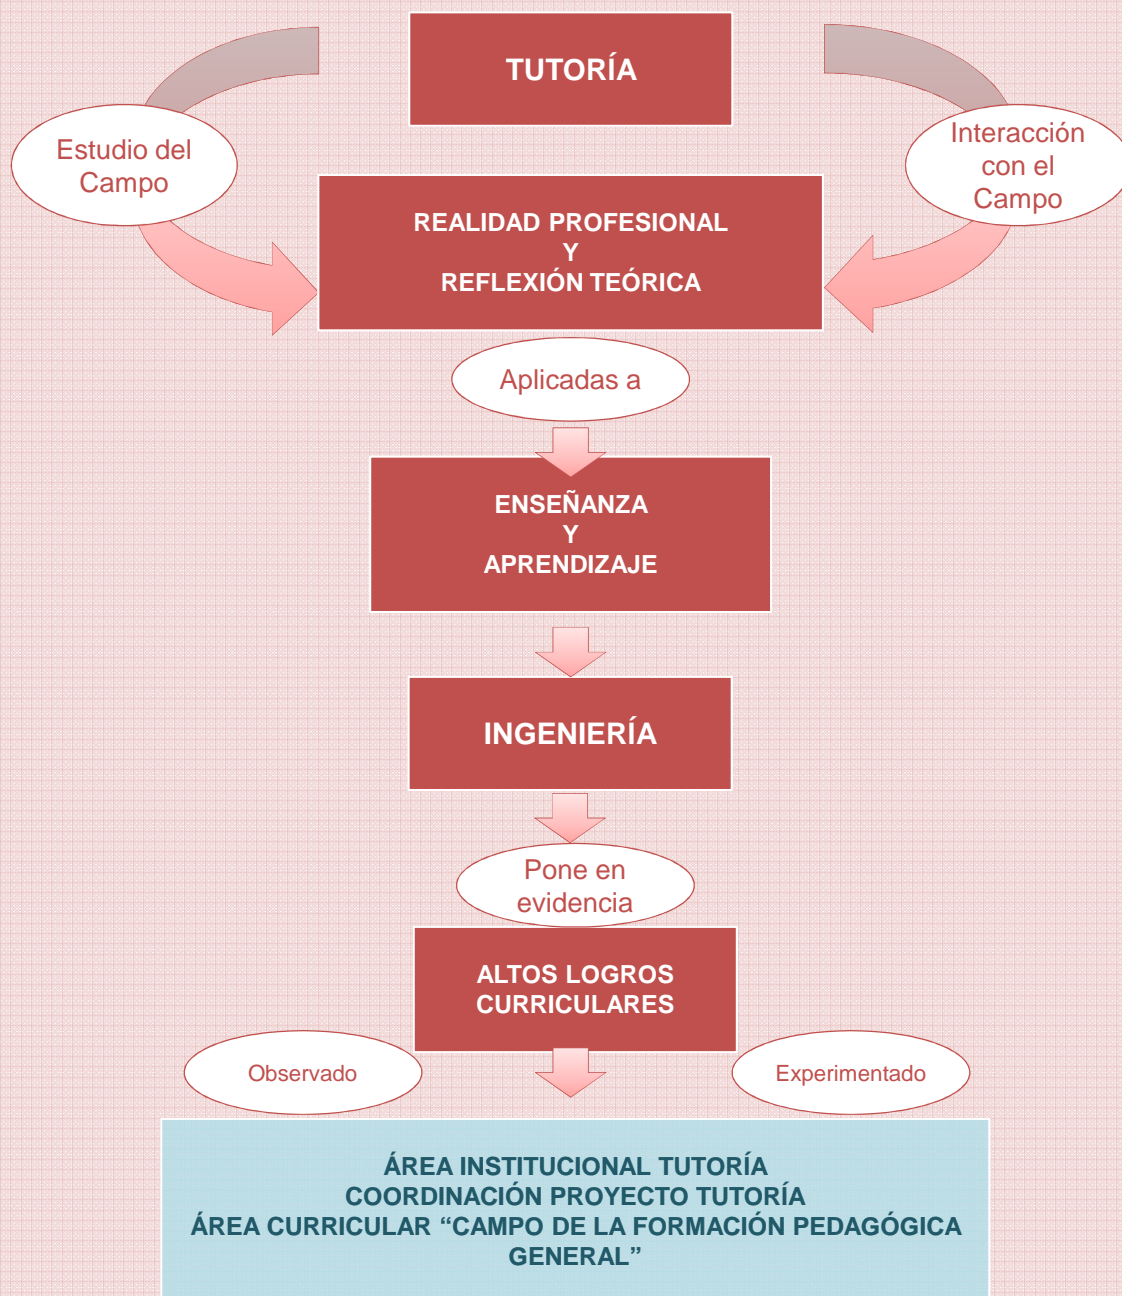 TUTORÍA
Estudio del
Campo
Interacción
con el
Campo
REALIDAD PROFESIONAL
Y
REFLEXIÓN TEÓRICA
Aplicadas a
ENSEÑANZA
Y
APRENDIZAJE
INGENIERÍA
Pone en
evidencia
ALTOS LOGROS
CURRICULARES
Observado
Experimentado
ÁREA INSTITUCIONAL TUTORÍA
COORDINACIÓN PROYECTO TUTORÍA
ÁREA CURRICULAR “CAMPO DE LA FORMACIÓN PEDAGÓGICA
GENERAL”